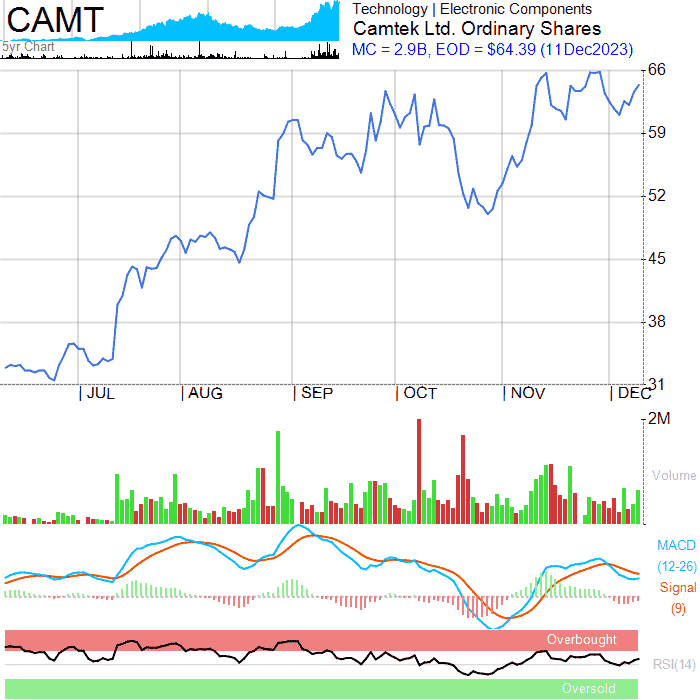 CAMT
5yr Chart
Technology | Electronic Components
Camtek Ltd. Ordinary Shares
MC = 2.9B, EOD = $64.39 (11Dec2023)
66
59
52
45
38
31
JUL AUG SEP OCT NOV DEC
2M
Volume
MACD
(12-26)
Signal
(9)
Overbought
RSI(14)
Oversold